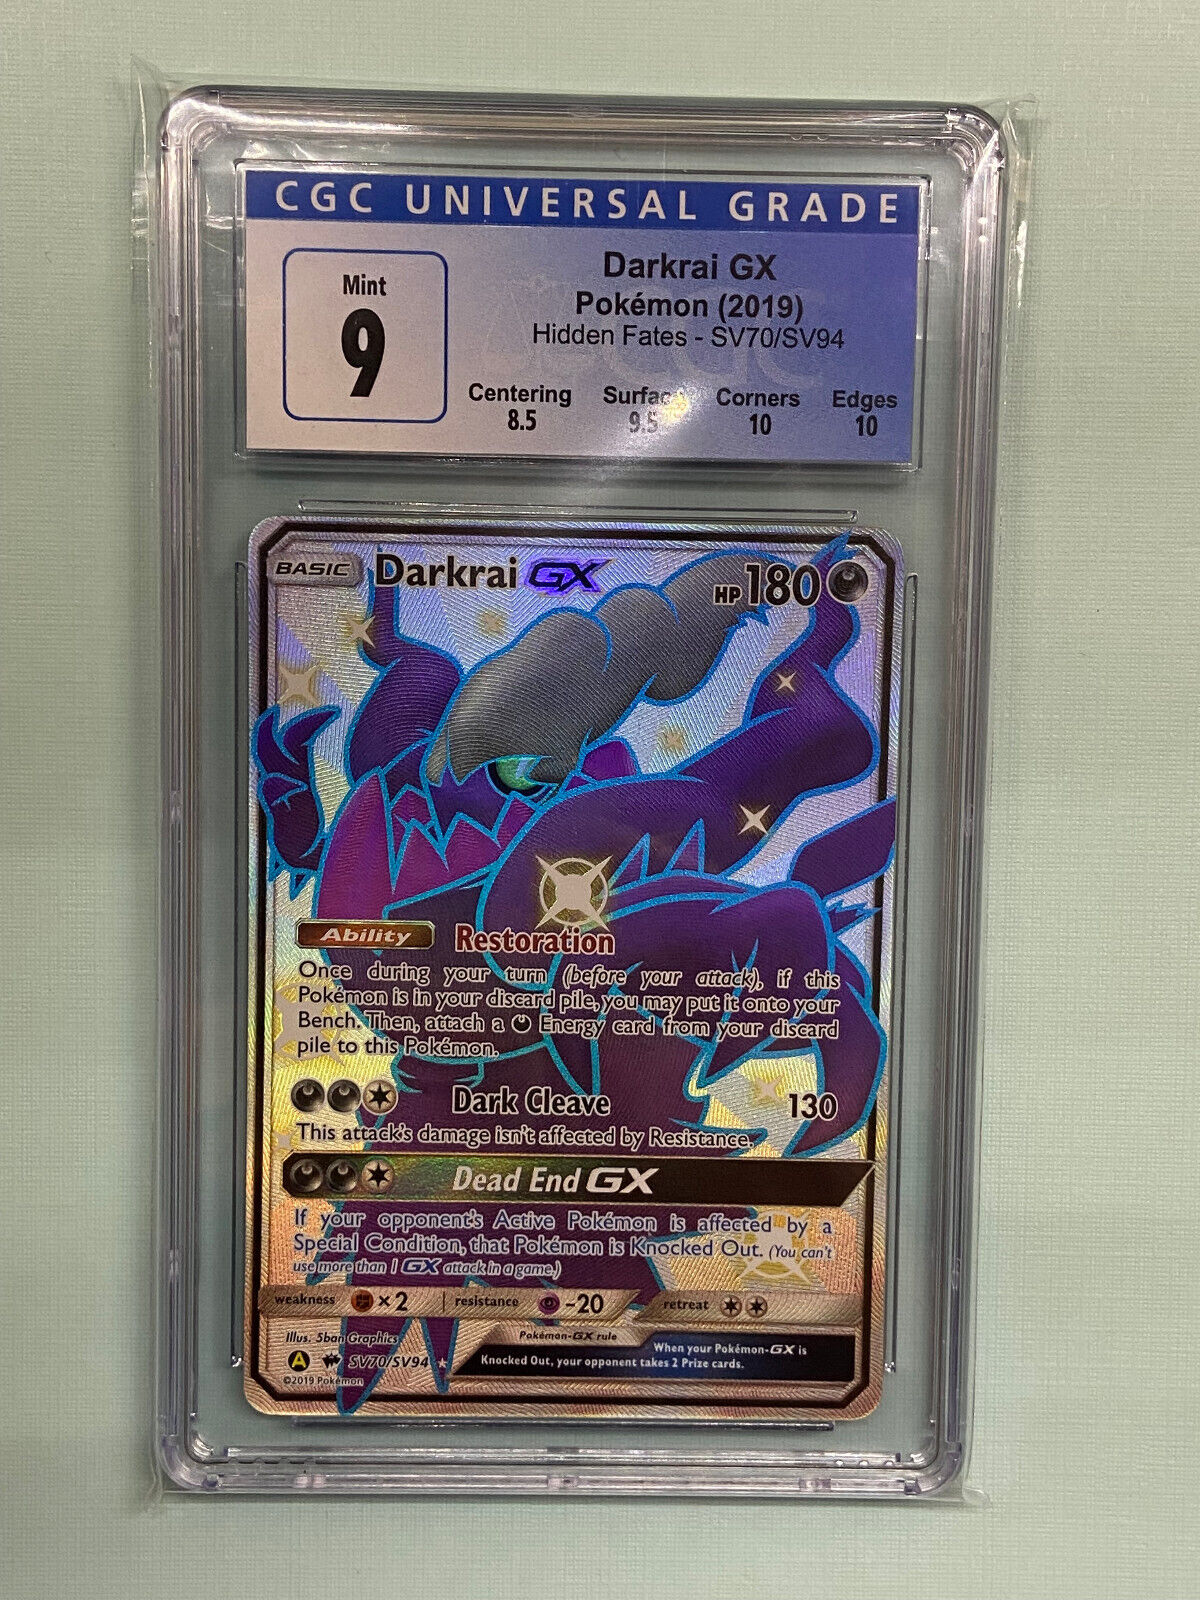 CGC UNIVERSAL GRADE
Mint
9
Darkrai GX
Pokémon (2019)
Hidden Fates - SV70/SV94
Centering Surface Corners Edges
8.5 9.5 10 10
BASIC Darkrai GX HP 180
Ability Restoration
Once during your turn (before your attack), if this
Pokémon is in your discard pile, you may put it onto your
Bench. Then, attach a Energy card from your discard
pile to this Pokémon.
Dark Cleave 130
This attack's damage isn't affected by Resistance.
Dead End GX
If your opponent's Active Pokémon is affected by a
Special Condition, that Pokémon is Knocked Out. (You can't
use more than 1 GX attack in a game.)
weakness ×2 resistance -20 retreat
Illus. 5ban Graphics
A SV70/SV94
©2019 Pokémon
Pokémon-GX rule
When your Pokémon-GX is
Knocked Out, your opponent takes 2 Prize cards.